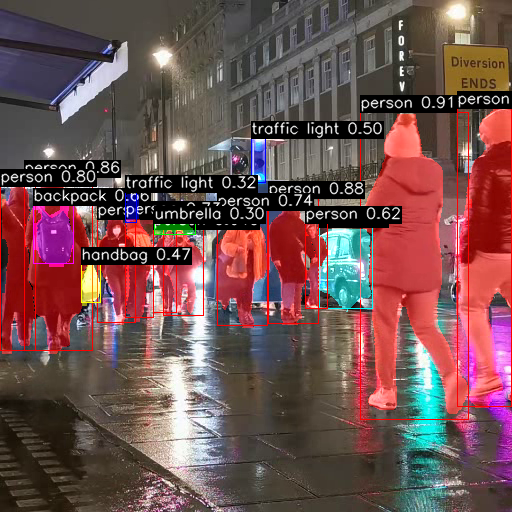 FOREV
Diversion
ENDS
person 0.91
person
traffic light 0.50
person 0.86
person 0.80
traffic light 0.32
person 0.88
backpack 0.
person 0.74
umbrella 0.30
person 0.62
handbag 0.47